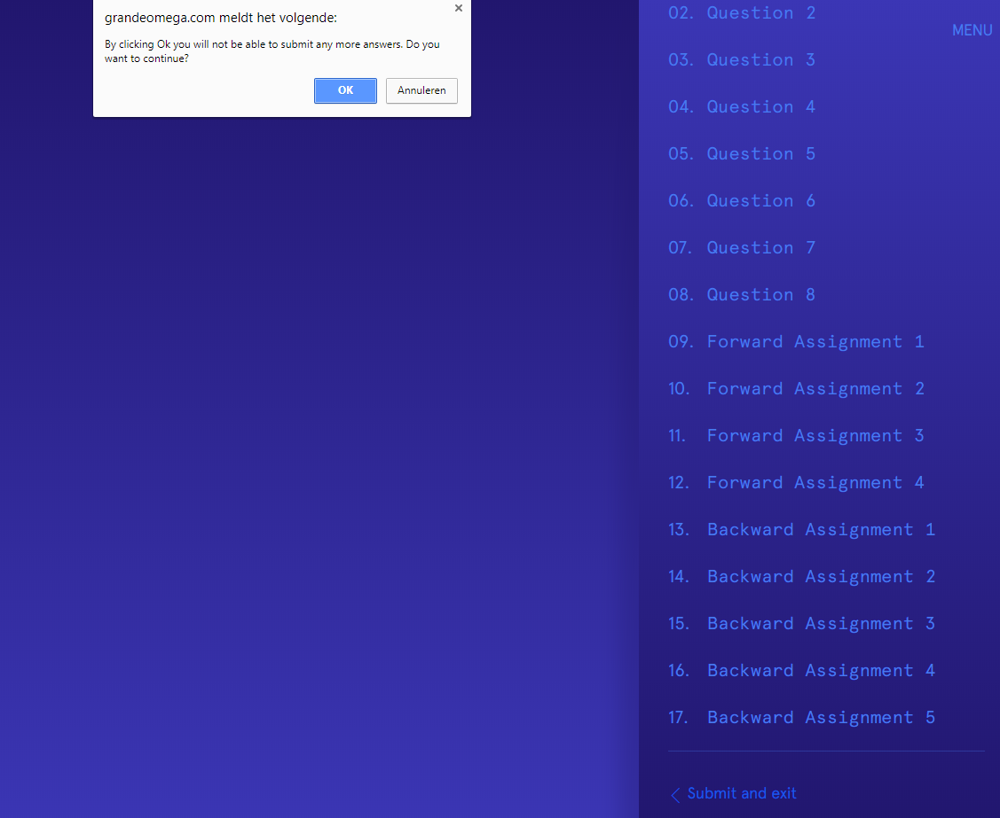 grandeomega.com meldt het volgende:
By clicking Ok you will not be able to submit any more answers. Do you
want to continue?
OK
Annuleren
MENU
02. Question 2
03. Question 3
04. Question 4
05. Question 5
06. Question 6
07. Question 7
08. Question 8
09. Forward Assignment 1
10. Forward Assignment 2
11. Forward Assignment 3
12. Forward Assignment 4
13. Backward Assignment 1
14. Backward Assignment 2
15. Backward Assignment 3
16. Backward Assignment 4
17. Backward Assignment 5
Submit and exit